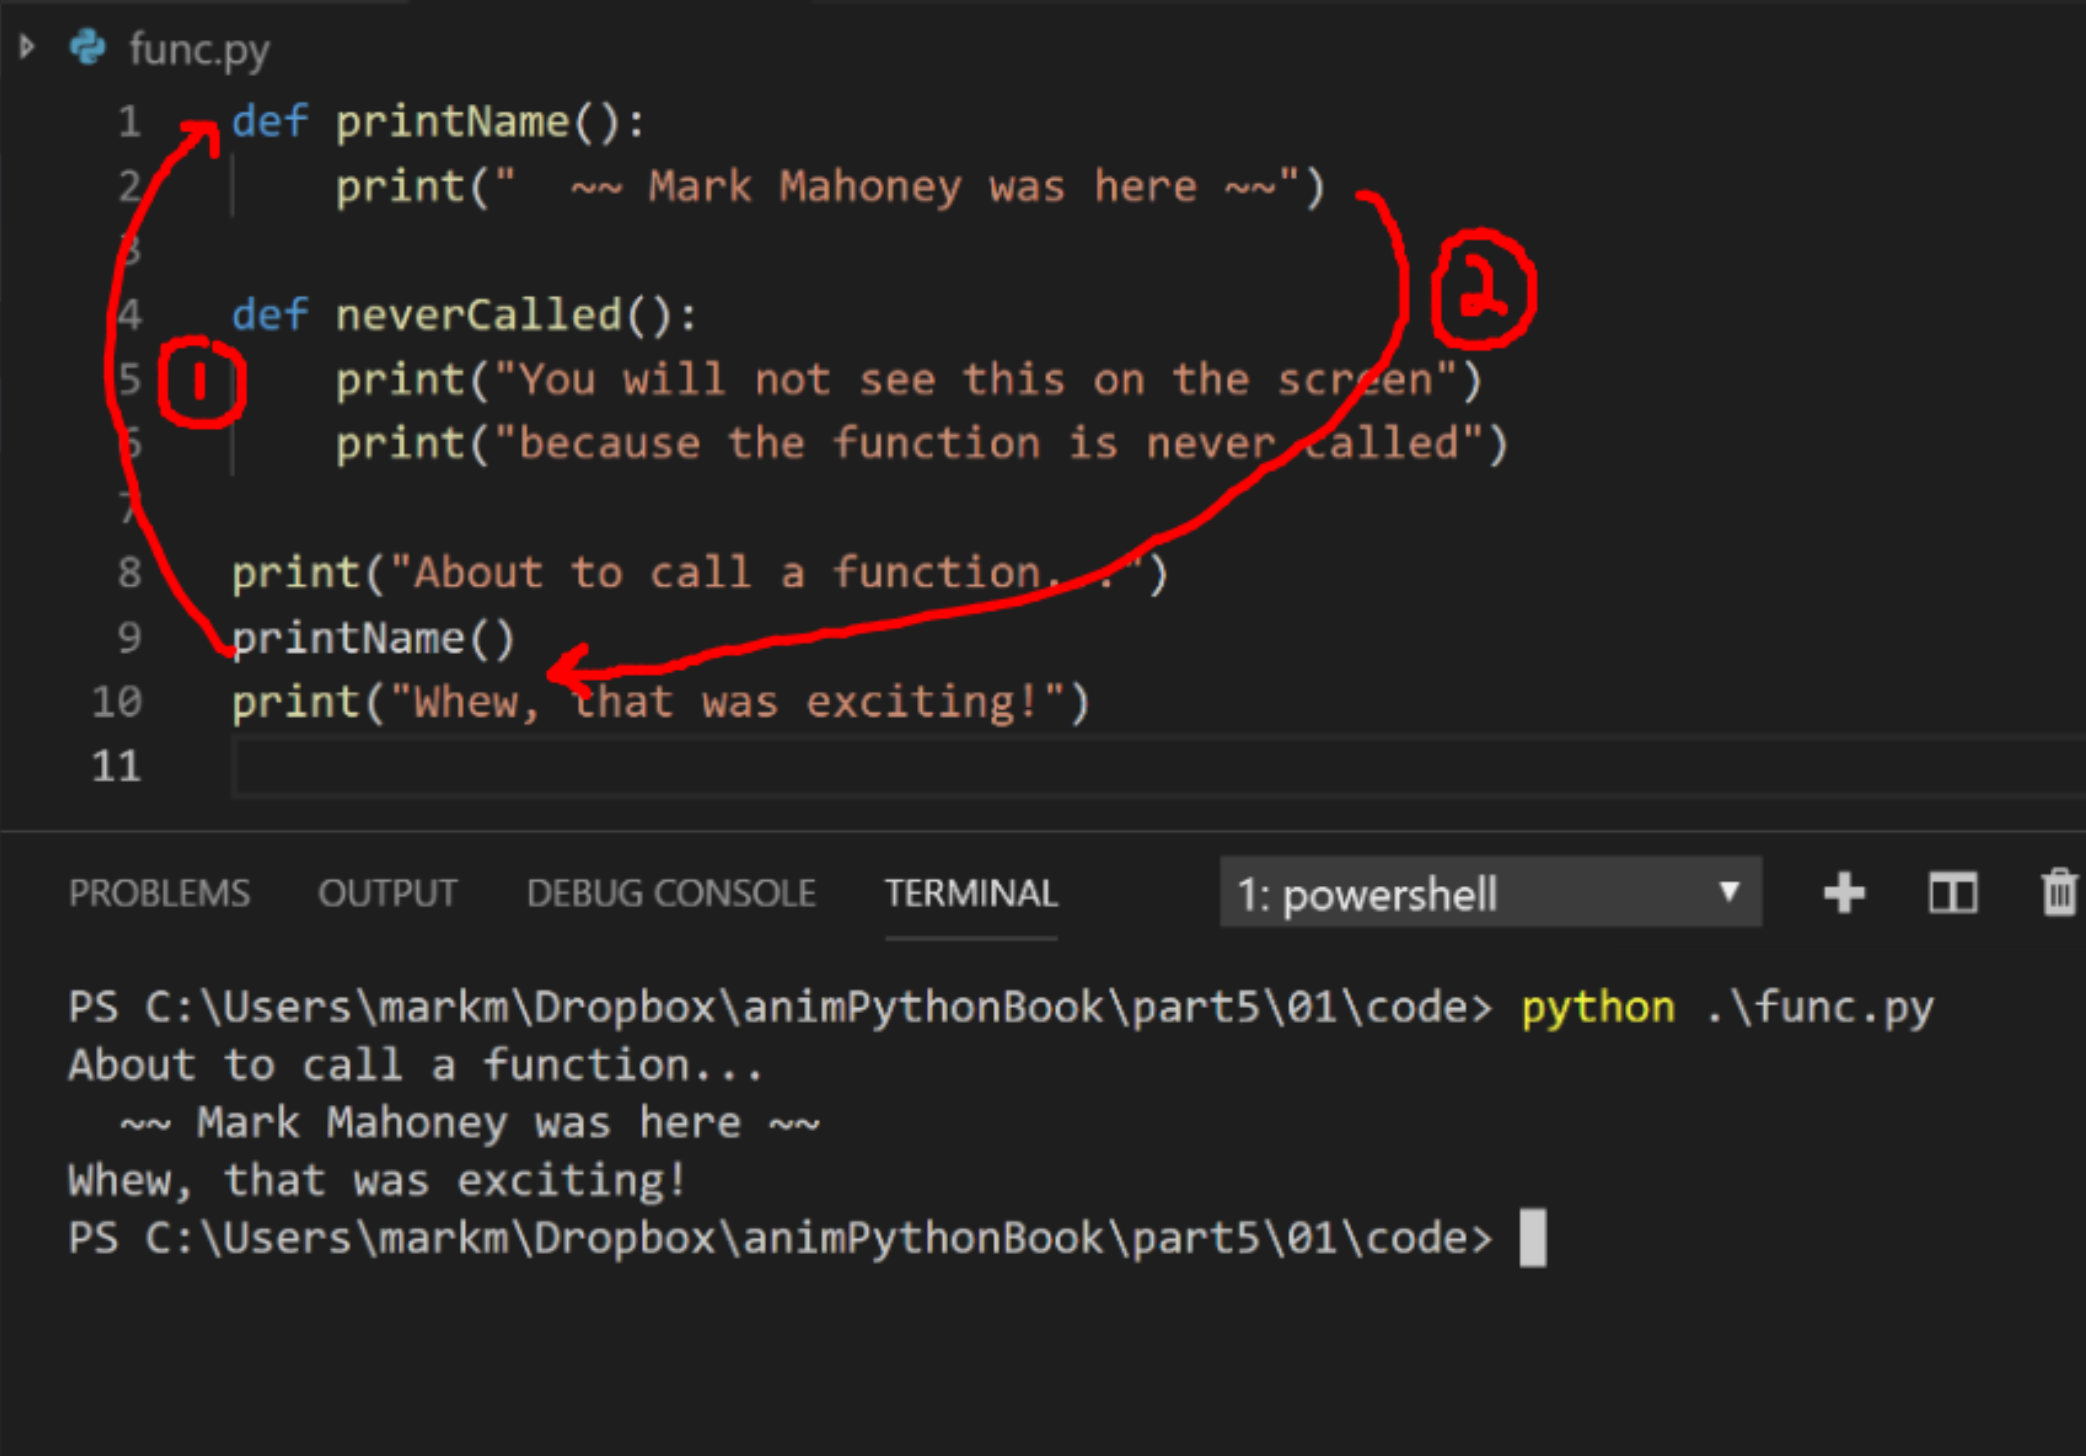 func.py
1 def printName():
2     print("  ~~ Mark Mahoney was here ~~")
3
2
4 def neverCalled():
1
5     print("You will not see this on the screen")
6     print("because the function is never called")
7
8 print("About to call a function...")
9 printName()
10 print("Whew, that was exciting!")
11
PROBLEMS OUTPUT DEBUG CONSOLE TERMINAL 1: powershell
PS C:\Users\markm\Dropbox\animPythonBook\part5\01\code> python .\func.py
About to call a function...
  ~~ Mark Mahoney was here ~~
Whew, that was exciting!
PS C:\Users\markm\Dropbox\animPythonBook\part5\01\code>